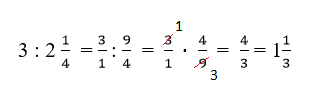 3 : 2 1/4 = 3/1 : 9/4 = 3̸/1 · 4/9̸ = 4/3 = 1 1/3
1
3